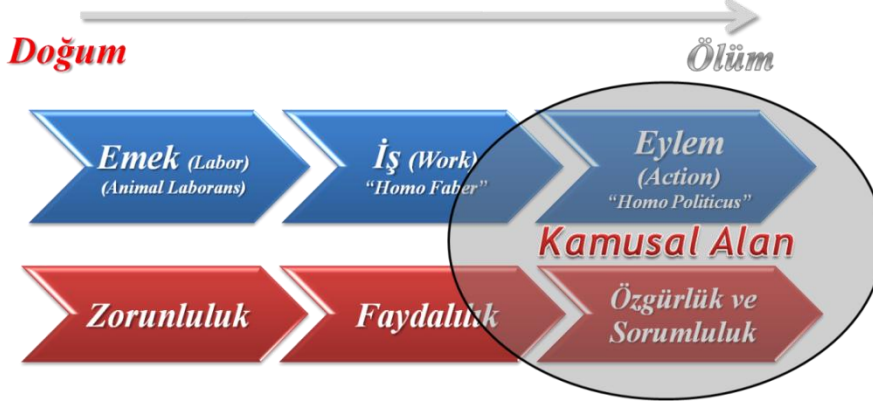 Doğum
Ölüm
Emek (Labor)
(Animal Laborans)
İş (Work)
“Homo Faber”
Eylem
(Action)
“Homo Politicus”
Kamusal Alan
Zorunluluk
Faydalılık
Özgürlük ve
Sorumluluk